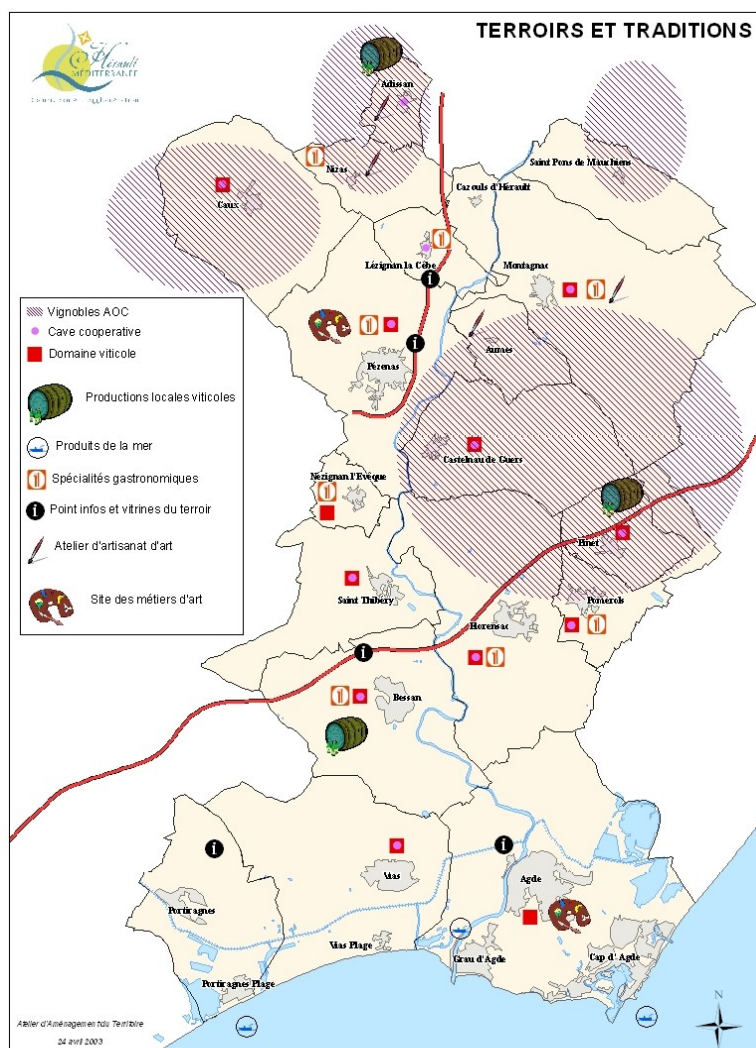 TERROIRS ET TRADITIONS
Hérault
MÉDITERRANÉE
Adissan
Nizas
Saint Pons de Mauchiens
Cazouls d'Hérault
Caux
Lézignan la Cèbe
Montagnac
Aumes
Pézenas
Castelnau de Guers
Nézignan l'Evêque
Pinet
Saint Thibéry
Pomerols
Florensac
Bessan
Vias
Agde
Portiragnes
Vias Plage
Grau d'Agde
Cap d'Agde
Portiragnes Plage
Vignobles AOC
Cave cooperative
Domaine viticole
Productions locales viticoles
Produits de la mer
Spécialités gastronomiques
Point infos et vitrines du terroir
Atelier d'artisanat d'art
Site des métiers d'art
Atelier d'Aménagement du Territoire
24 avril 2003
N